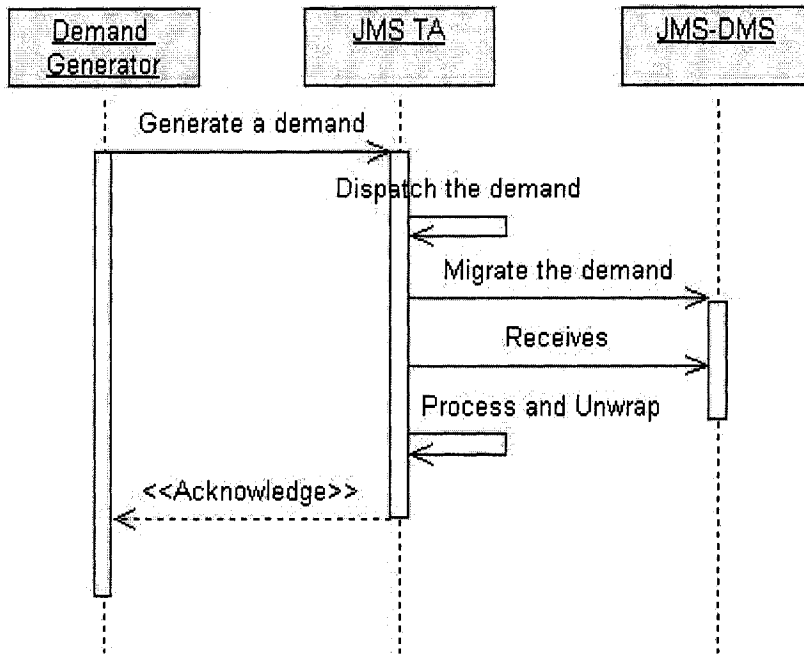 Demand
Generator
JMS TA
JMS-DMS
Generate a demand
Dispatch the demand
Migrate the demand
Receives
Process and Unwrap
<<Acknowledge>>